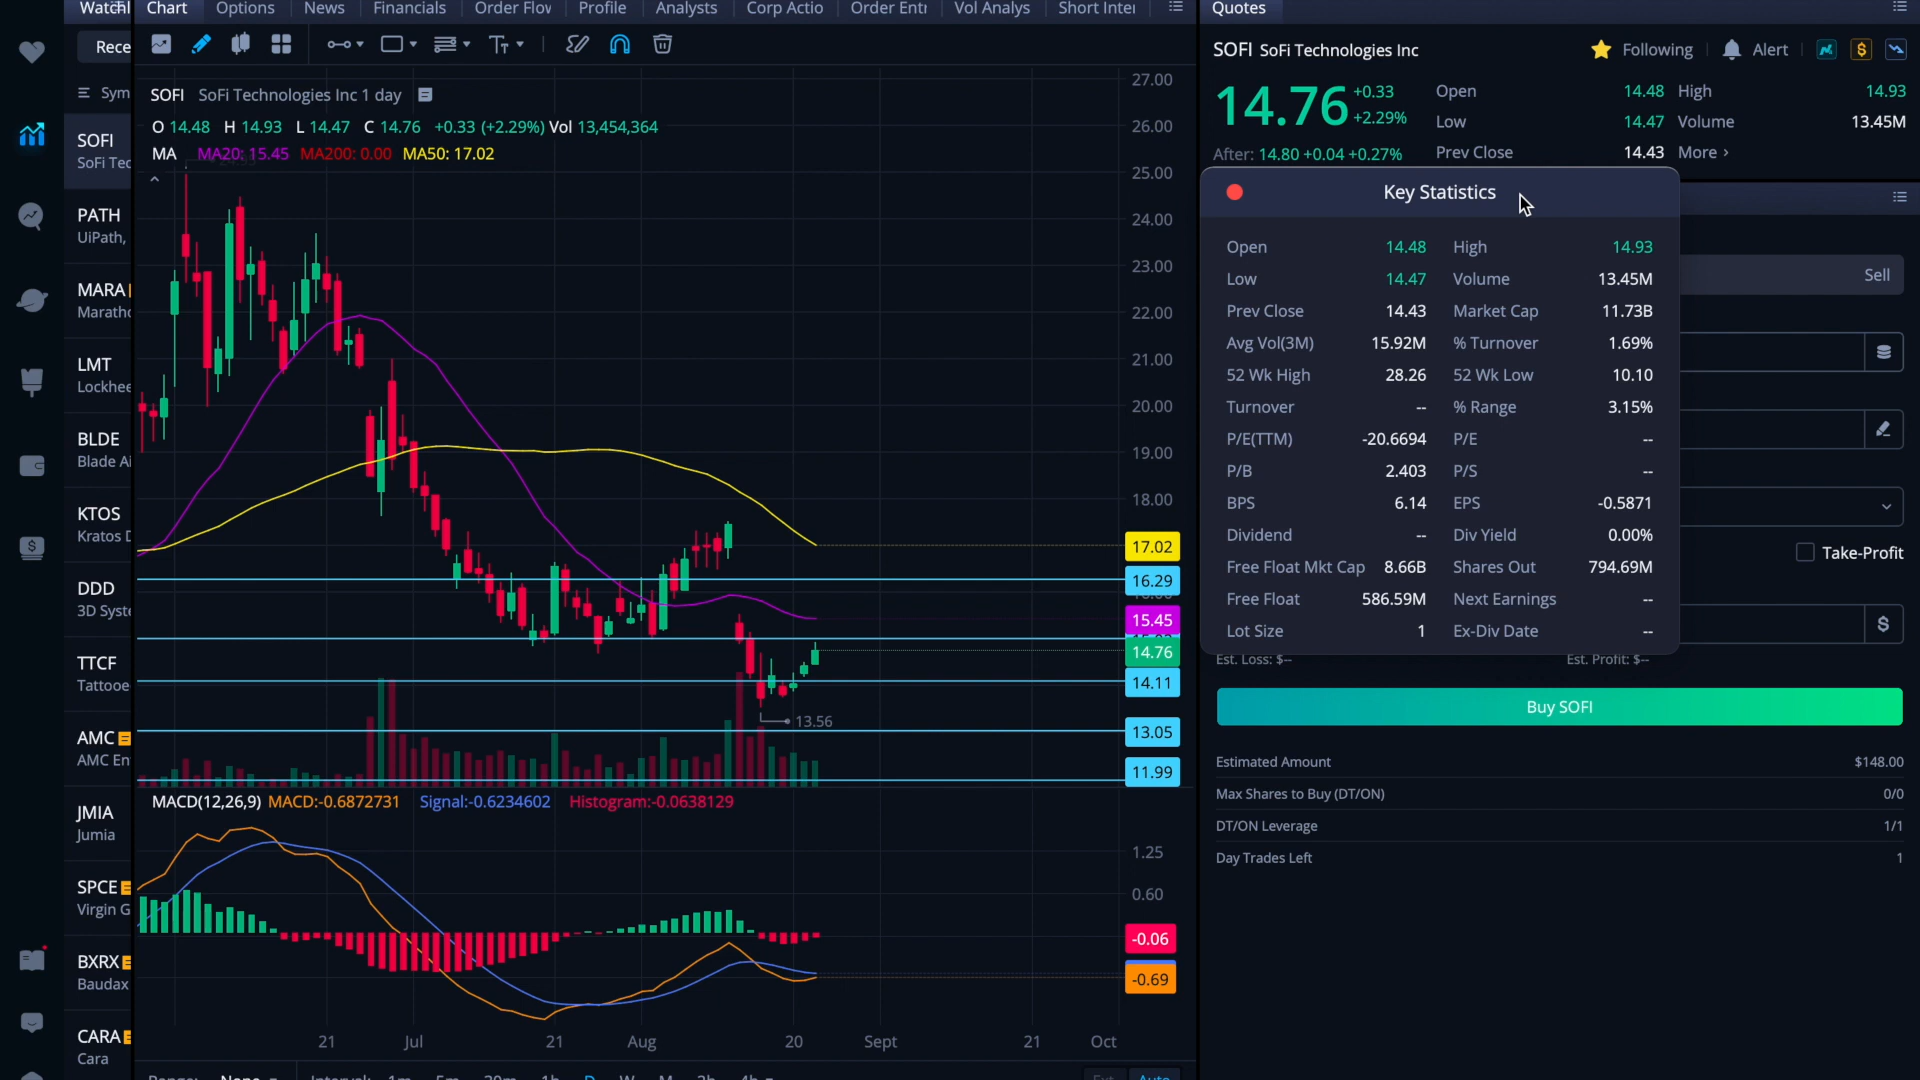 Chart Options News Financials Order Flov Profile Analysts Corp Actio Order Entr Vol Analys Short Inter
Quotes
Rece
Sym
SOFI
SoFi Tec
PATH
UiPath,
MARA
Marath
LMT
Lockhee
BLDE
Blade Ai
KTOS
Kratos D
DDD
3D Syste
TTCF
Tattooe
AMC
AMC En
JMIA
Jumia
SPCE
Virgin G
BXRX
Baudax
CARA
Cara
SOFI SoFi Technologies Inc 1 day
O 14.48 H 14.93 L 14.47 C 14.76 +0.33 (+2.29%) Vol 13,454,364
MA MA20: 15.45 MA200: 0.00 MA50: 17.02
27.00
26.00
25.00
24.00
23.00
22.00
21.00
20.00
19.00
18.00
17.02
16.29
15.45
14.76
14.11
13.05
11.99
13.56
MACD(12,26,9) MACD:-0.6872731 Signal:-0.6234602 Histogram:-0.0638129
1.25
0.60
-0.06
-0.69
21 Jul 21 Aug 20 Sept 21 Oct
SOFI SoFi Technologies Inc
Following Alert
14.76 +0.33
+2.29%
After: 14.80 +0.04 +0.27%
Open 14.48 High 14.93
Low 14.47 Volume 13.45M
Prev Close 14.43 More >
Key Statistics
Open 14.48 High 14.93
Low 14.47 Volume 13.45M
Prev Close 14.43 Market Cap 11.73B
Avg Vol(3M) 15.92M % Turnover 1.69%
52 Wk High 28.26 52 Wk Low 10.10
Turnover -- % Range 3.15%
P/E(TTM) -20.6694 P/E --
P/B 2.403 P/S --
BPS 6.14 EPS -0.5871
Dividend -- Div Yield 0.00%
Free Float Mkt Cap 8.66B Shares Out 794.69M
Free Float 586.59M Next Earnings --
Lot Size 1 Ex-Div Date --
Sell
Take-Profit
$
Est. Loss: $-- Est. Profit: $--
Buy SOFI
Estimated Amount $148.00
Max Shares to Buy (DT/ON) 0/0
DT/ON Leverage 1/1
Day Trades Left 1